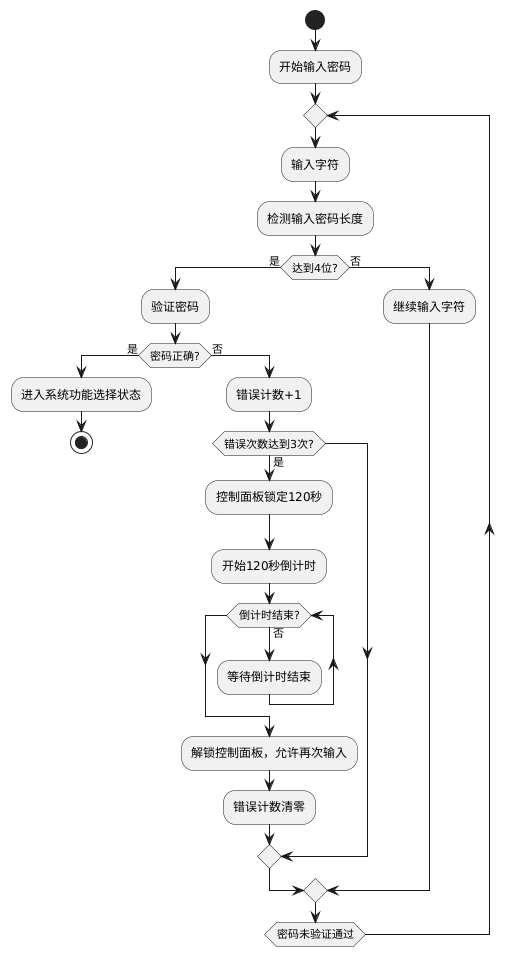 开始输入密码
输入字符
检测输入密码长度
是
达到4位?
否
验证密码
继续输入字符
是
密码正确?
否
进入系统功能选择状态
错误计数+1
错误次数达到3次?
是
控制面板锁定120秒
开始120秒倒计时
倒计时结束?
否
等待倒计时结束
解锁控制面板，允许再次输入
错误计数清零
密码未验证通过